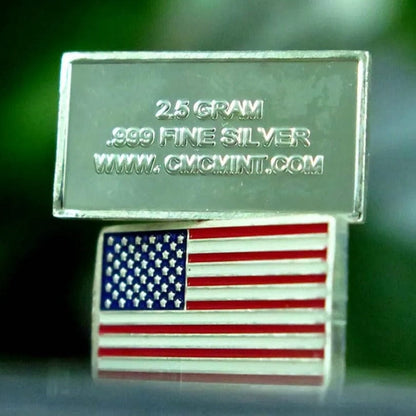 2.5 GRAM
.999 FINE SILVER
WWW.CMCMINT.COM